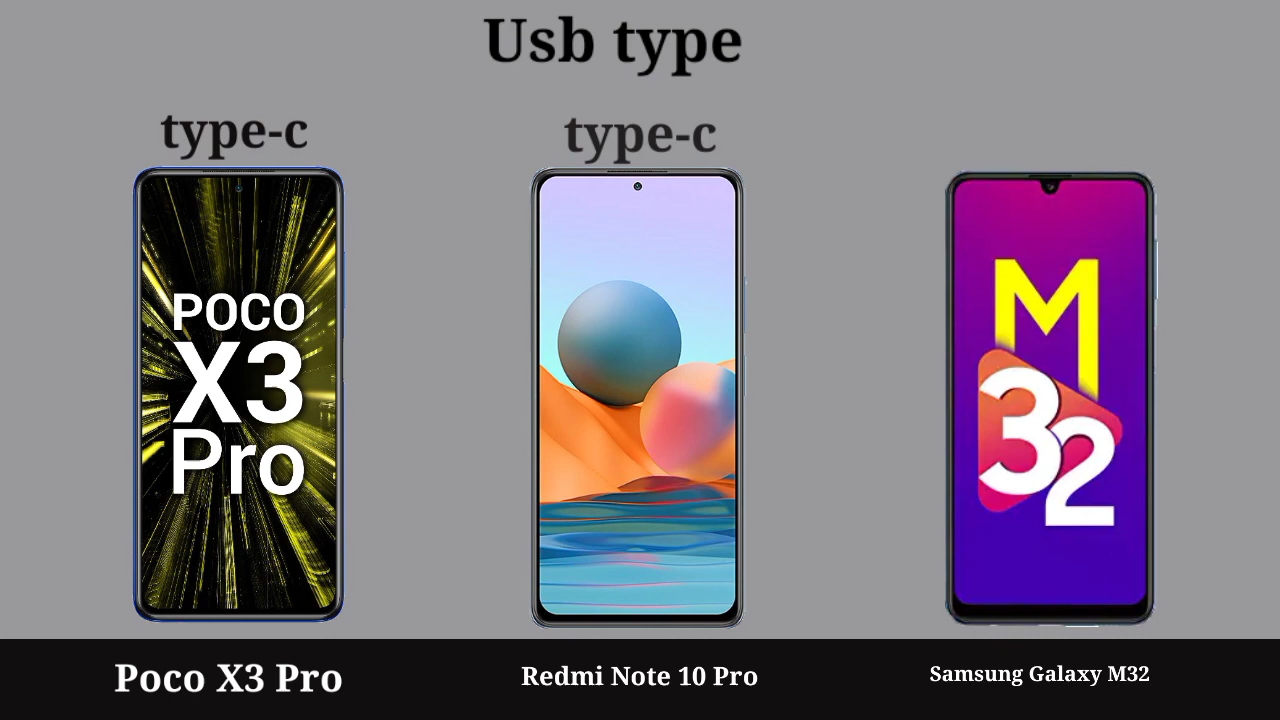 Usb type
type-c
type-c
POCO
X3
Pro
M
32
Poco X3 Pro
Redmi Note 10 Pro
Samsung Galaxy M32